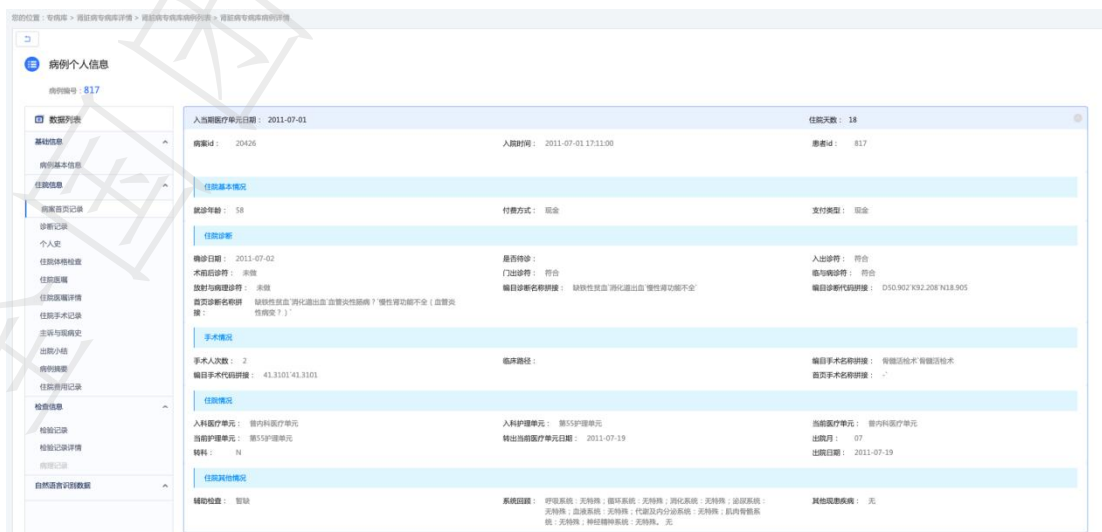 您的位置：专病库 > 肾脏病专病库详情 > 肾脏病专病库病例列表 > 肾脏病专病库病例详情
病例个人信息
病例编号：817
数据列表
基础信息
病例基本信息
住院信息
病案首页记录
诊断记录
个人史
住院体格检查
住院医嘱
住院医嘱详情
住院手术记录
主诉与现病史
出院小结
病例摘要
住院费用记录
检查信息
检验记录
检验记录详情
病理记录
自然语言识别数据
入当期医疗单元日期： 2011-07-01 住院天数： 18
病案id： 20426 入院时间： 2011-07-01 17:11:00 患者id： 817
住院基本情况
就诊年龄： 58 付费方式： 现金 支付类型： 现金
住院诊断
确诊日期： 2011-07-02 是否待诊： 入出诊符： 符合
术前后诊符： 未做 门出诊符： 符合 临与病诊符： 符合
放射与病理诊符： 未做 编目诊断名称拼接： 缺铁性贫血`消化道出血`慢性肾功能不全` 编目诊断代码拼接： D50.902`K92.208`N18.905
首页诊断名称拼接： 缺铁性贫血`消化道出血`血管炎性肠病？`慢性肾功能不全（血管炎性病变？）`
手术情况
手术人次数： 2 临床路径： 编目手术名称拼接： 骨髓活检术`骨髓活检术
编目手术代码拼接： 41.3101`41.3101 首页手术名称拼接： -`
住院情况
入科医疗单元： 普内科医疗单元 入科护理单元： 第55护理单元 当前医疗单元： 普内科医疗单元
当前护理单元： 第55护理单元 转出当前医疗单元日期： 2011-07-19 出院月： 07
转科： N 出院日期： 2011-07-19
住院其他情况
辅助检查： 暂缺 系统回顾： 呼吸系统：无特殊；循环系统：无特殊；消化系统：无特殊；泌尿系统：无特殊；血液系统：无特殊；代谢及内分泌系统：无特殊；肌肉骨骼系统：无特殊；神经精神系统：无特殊。 无 其他现患疾病： 无